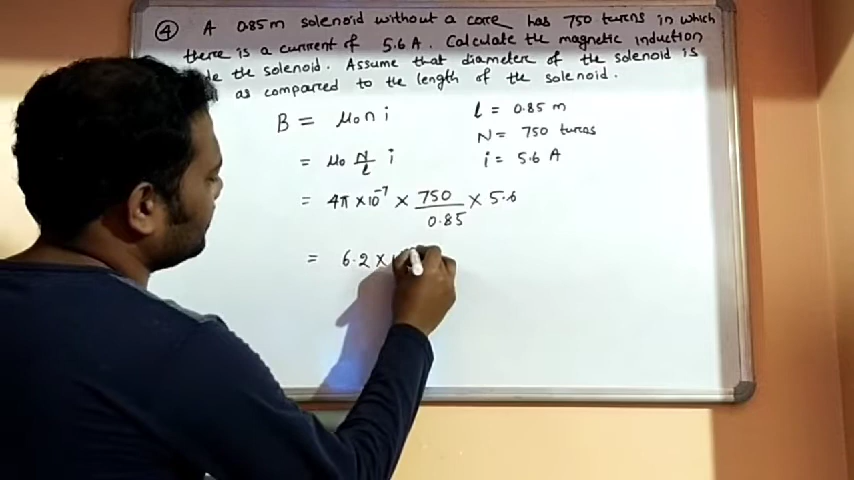 ④ A 0.85 m solenoid without a core has 750 turns in which
there is a current of 5.6 A. Calculate the magnetic induction
the solenoid. Assume that diameter of the solenoid is
as compared to the length of the solenoid.
B = μ₀ n i
l = 0.85 m
N = 750 turns
= μ₀ N/l i
i = 5.6 A
= 4π × 10⁻⁷ × 750/0.85 × 5.6
= 6.2 ×